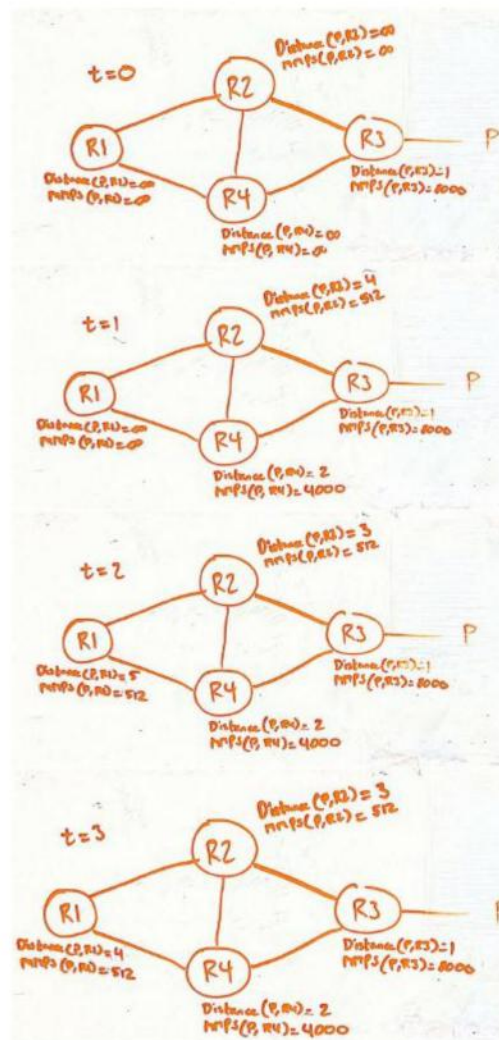 Distance (P,R2)=∞
mmps(P,R2)=∞
t=0
R2
R1
R3
P
Distance(P,R1)=∞
mmps(P,R1)=∞
R4
Distance(P,R3)=1
mmps(P,R3)=8000
Distance(P,R4)=∞
mmps(P,R4)=∞
Distance(P,R2)=4
mmps(P,R2)=512
t=1
R2
R1
R3
P
Distance(P,R1)=∞
mmps(P,R1)=∞
R4
Distance(P,R3)=1
mmps(P,R3)=8000
Distance(P,R4)=2
mmps(P,R4)=4000
Distance(P,R2)=3
mmps(P,R2)=512
t=2
R2
R1
R3
P
Distance(P,R1)=5
mmps(P,R1)=512
R4
Distance(P,R3)=1
mmps(P,R3)=8000
Distance(P,R4)=2
mmps(P,R4)=4000
Distance(P,R2)=3
mmps(P,R2)=512
t=3
R2
R1
R3
Distance(P,R1)=4
mmps(P,R1)=512
R4
Distance(P,R3)=1
mmps(P,R3)=8000
Distance(P,R4)=2
mmps(P,R4)=4000